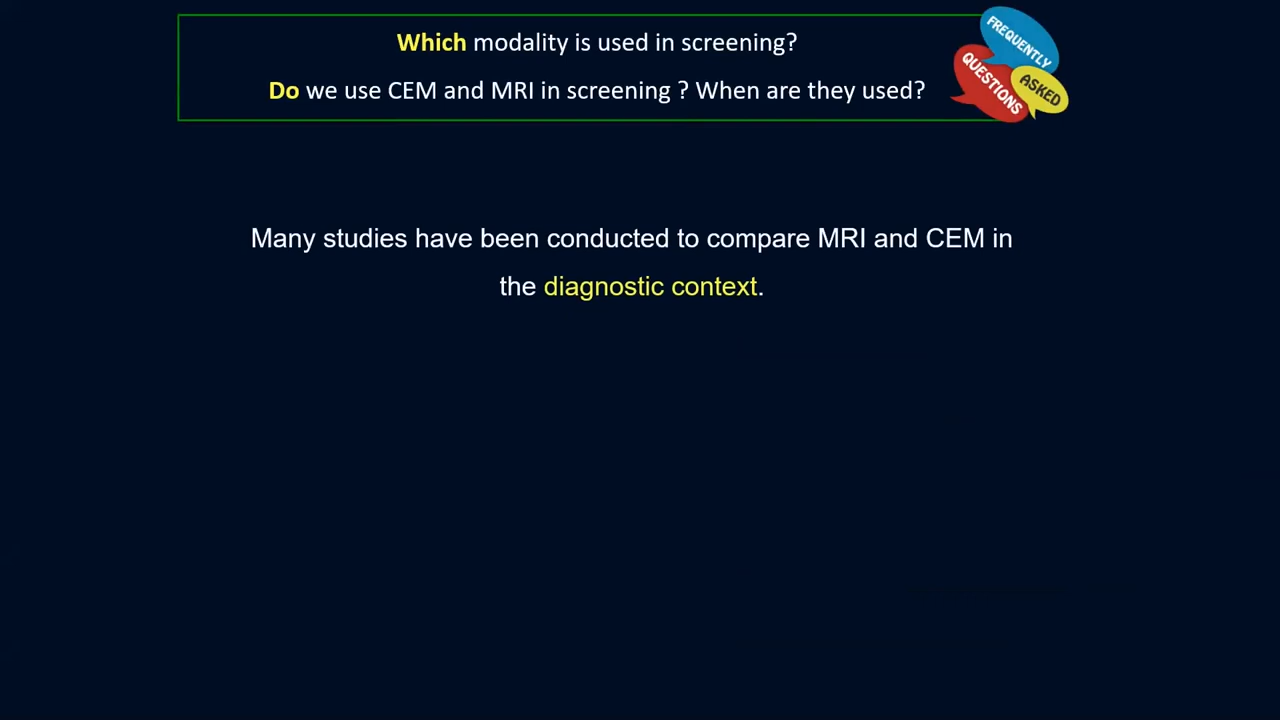 Which modality is used in screening?
Do we use CEM and MRI in screening ? When are they used?
FREQUENTLY
ASKED
QUESTIONS
Many studies have been conducted to compare MRI and CEM in
the diagnostic context.